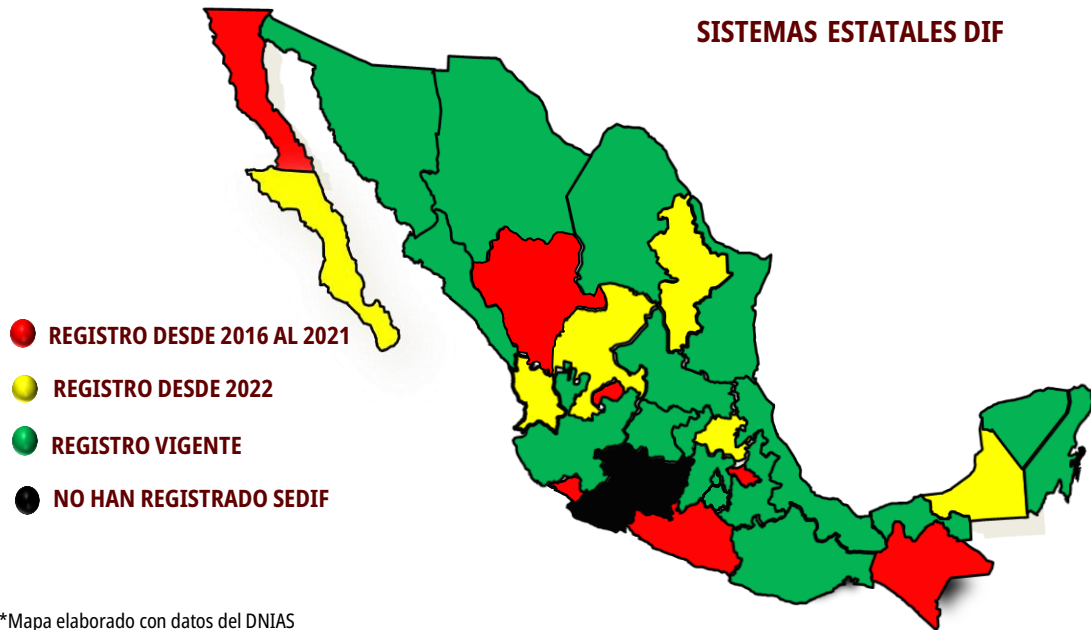 SISTEMAS ESTATALES DIF
REGISTRO DESDE 2016 AL 2021
REGISTRO DESDE 2022
REGISTRO VIGENTE
NO HAN REGISTRADO SEDIF
*Mapa elaborado con datos del DNIAS